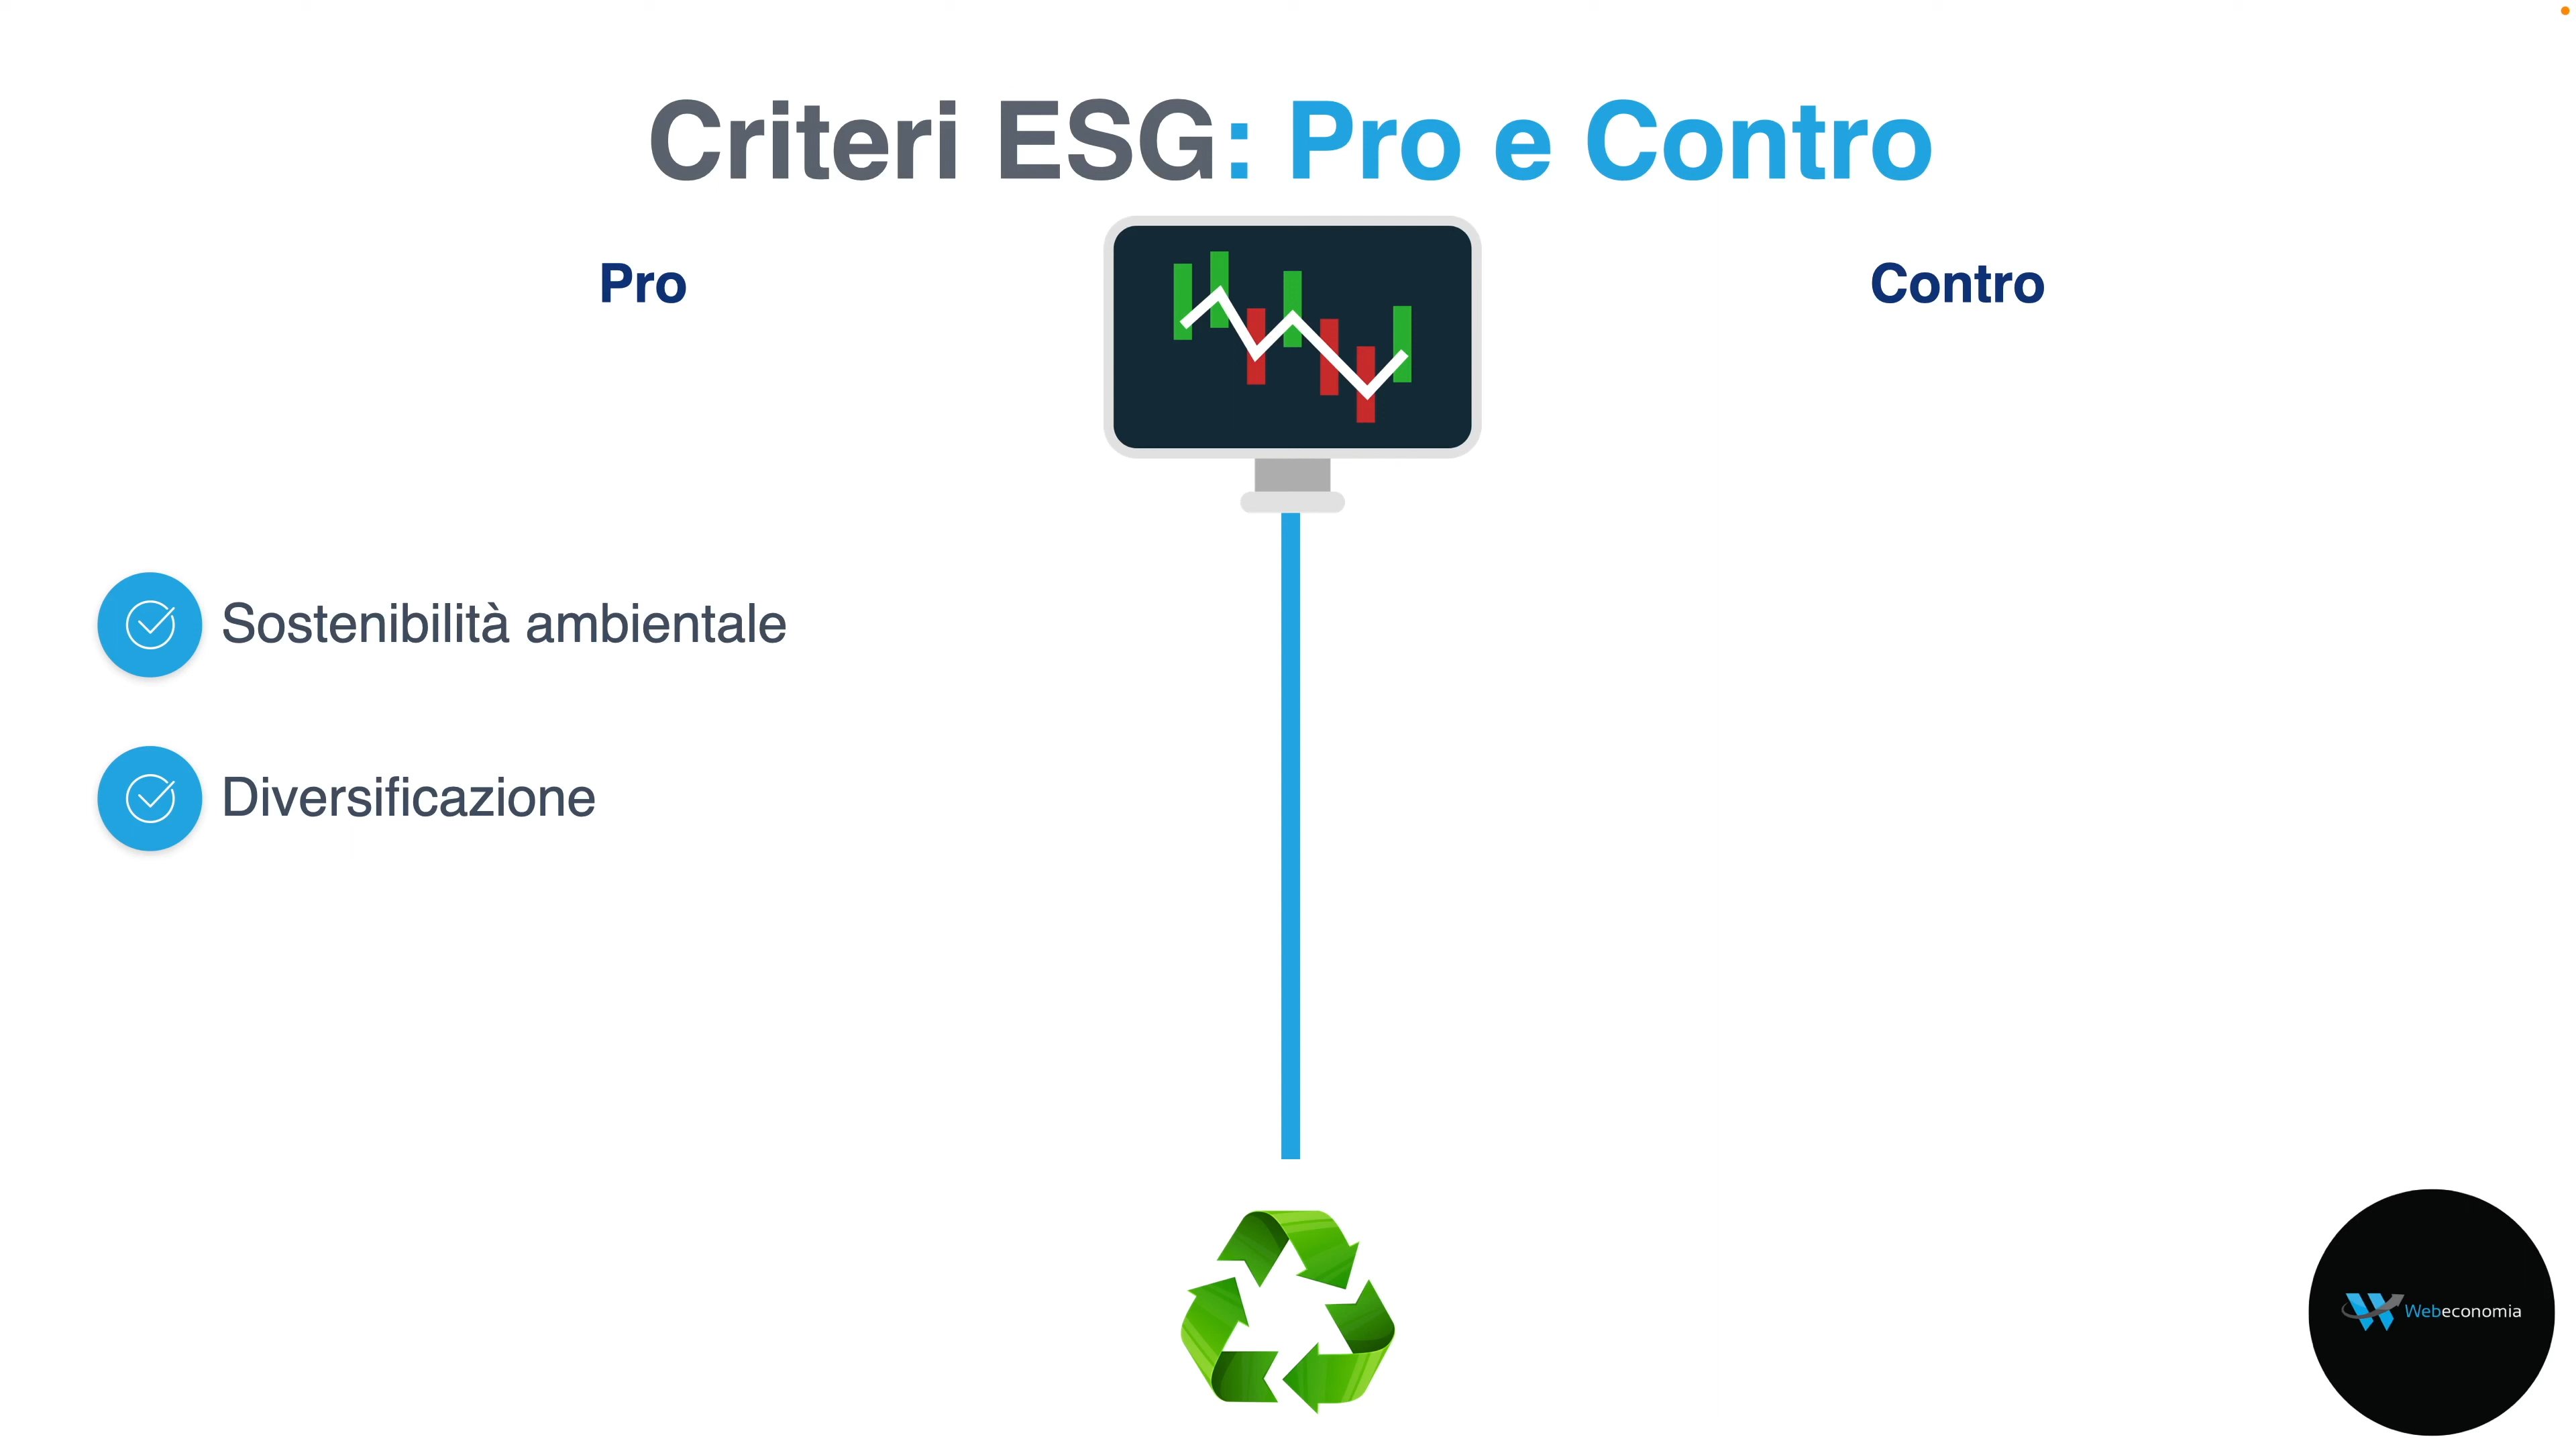 Criteri ESG: Pro e Contro
Pro
Contro
Sostenibilità ambientale
Diversificazione
Webeconomia